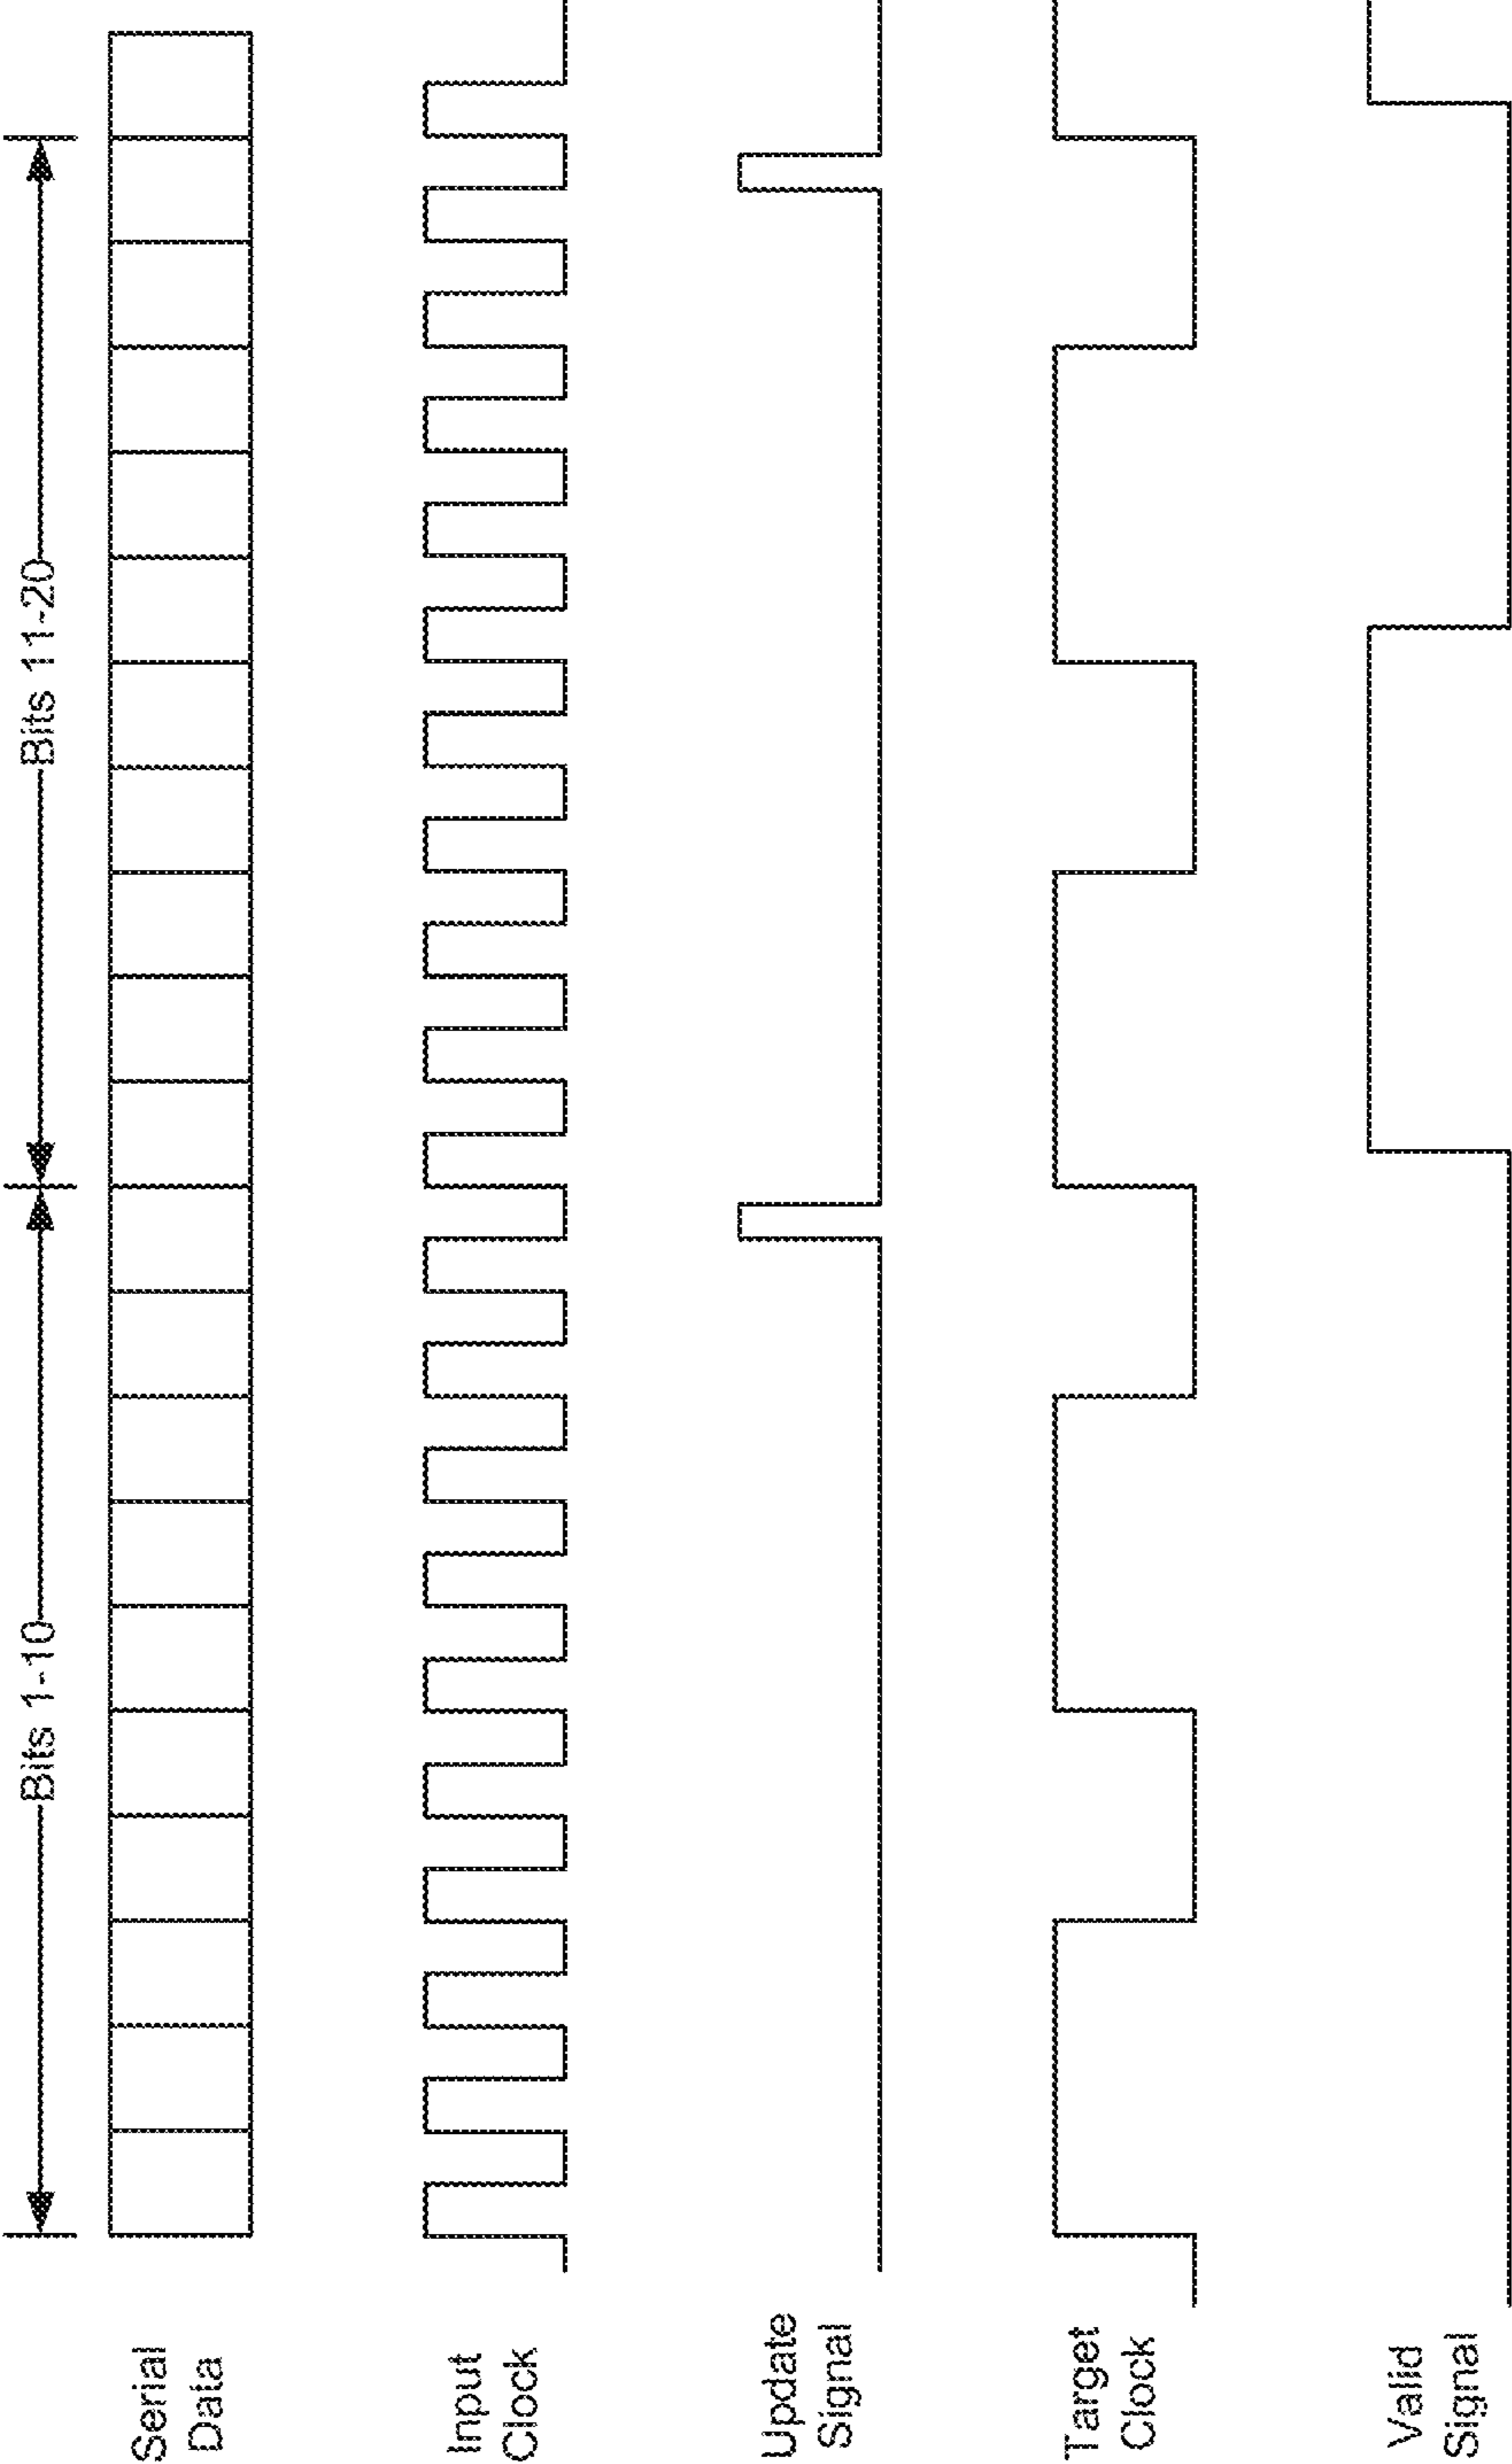 Bits 1-10
Bits 11-20
Serial
Data
Input
Clock
Update
Signal
Target
Clock
Valid
Signal